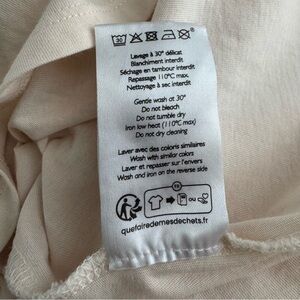 30
Lavage à 30° délicat
Blanchiment interdit
Séchage en tambour interdit
Repassage 110°C max.
Nettoyage à sec interdit
Gentle wash at 30°
Do not bleach
Do not tumble dry
Iron low heat (110°C max)
Do not dry cleaning
Laver avec des coloris similaires
Wash with similar colors
Laver et repasser sur l'envers
Wash and iron on the reverse side
FR
quefairedemesdechets.fr